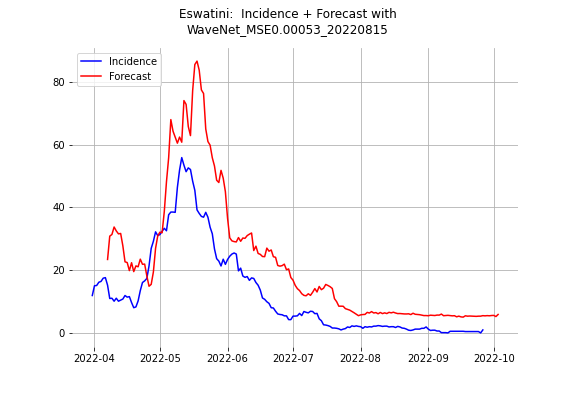 Eswatini:  Incidence + Forecast with
WaveNet_MSE0.00053_20220815
Incidence
Forecast
80
60
40
20
0
2022-04 2022-05 2022-06 2022-07 2022-08 2022-09 2022-10